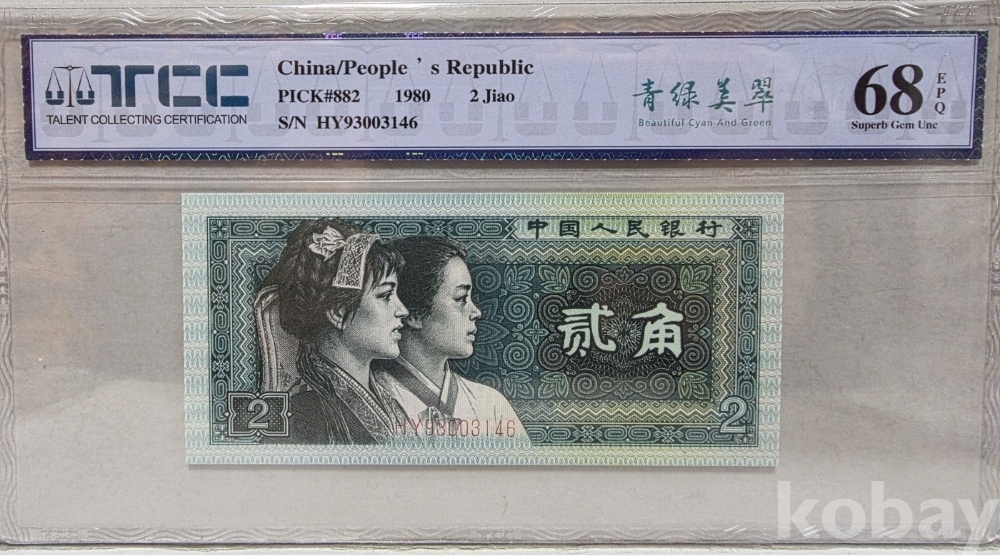 TCC
TALENT COLLECTING CERTIFICATION
China/People ’ s Republic
PICK#882 1980 2 Jiao
S/N HY93003146
青绿美翠
Beautiful Cyan And Green
68 EPQ
Superb Gem Unc
中国人民银行
贰角
2
HY93003146
2
kobay